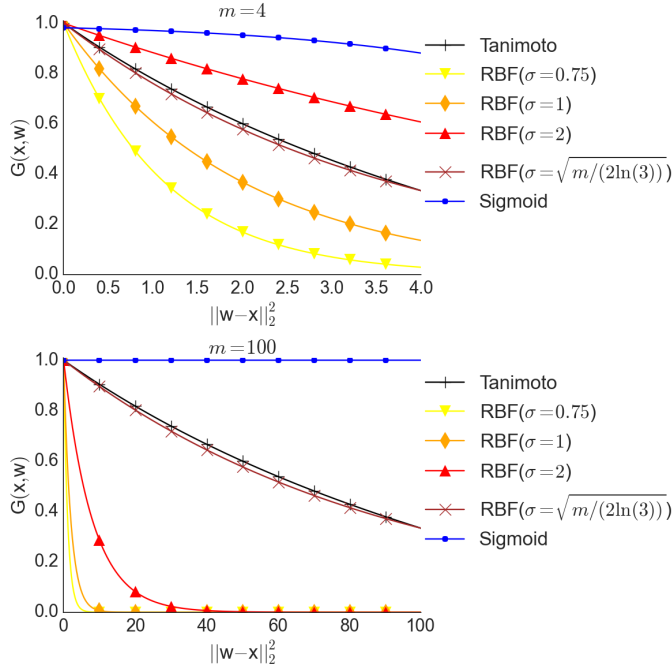 m=4
G(x,w)
1.0
0.8
0.6
0.4
0.2
0.0
0.0 0.5 1.0 1.5 2.0 2.5 3.0 3.5 4.0
||w−x||₂²
Tanimoto
RBF(σ=0.75)
RBF(σ=1)
RBF(σ=2)
RBF(σ=√m/(2ln(3)))
Sigmoid
m=100
G(x,w)
1.0
0.8
0.6
0.4
0.2
0.0
0 20 40 60 80 100
||w−x||₂²
Tanimoto
RBF(σ=0.75)
RBF(σ=1)
RBF(σ=2)
RBF(σ=√m/(2ln(3)))
Sigmoid